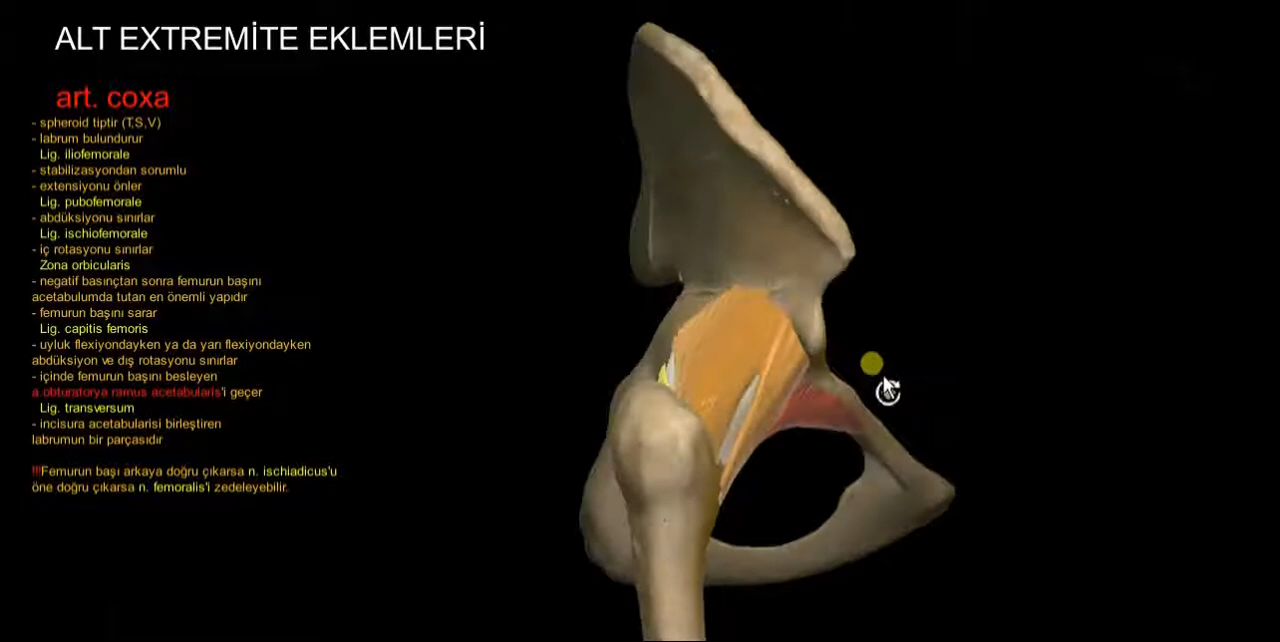 ALT EXTREMİTE EKLEMLERİ
art. coxa
- spheroid tiptir (T,S,V)
- labrum bulundurur
Lig. iliofemorale
- stabilizasyondan sorumlu
- extensiyonu önler
Lig. pubofemorale
- abdüksiyonu sınırlar
Lig. ischiofemorale
- iç rotasyonu sınırlar
Zona orbicularis
- negatif basınçtan sonra femurun başını
acetabulumda tutan en önemli yapıdır
- femurun başını sarar
Lig. capitis femoris
- uyluk flexiyondayken ya da yarı flexiyondayken
abdüksiyon ve dış rotasyonu sınırlar
- içinde femurun başını besleyen
a.obturatorya ramus acetabularis'i geçer
Lig. transversum
- incisura acetabularisi birleştiren
labrumun bir parçasıdır
!!!Femurun başı arkaya doğru çıkarsa n. ischiadicus'u
öne doğru çıkarsa n. femoralis'i zedeleyebilir.